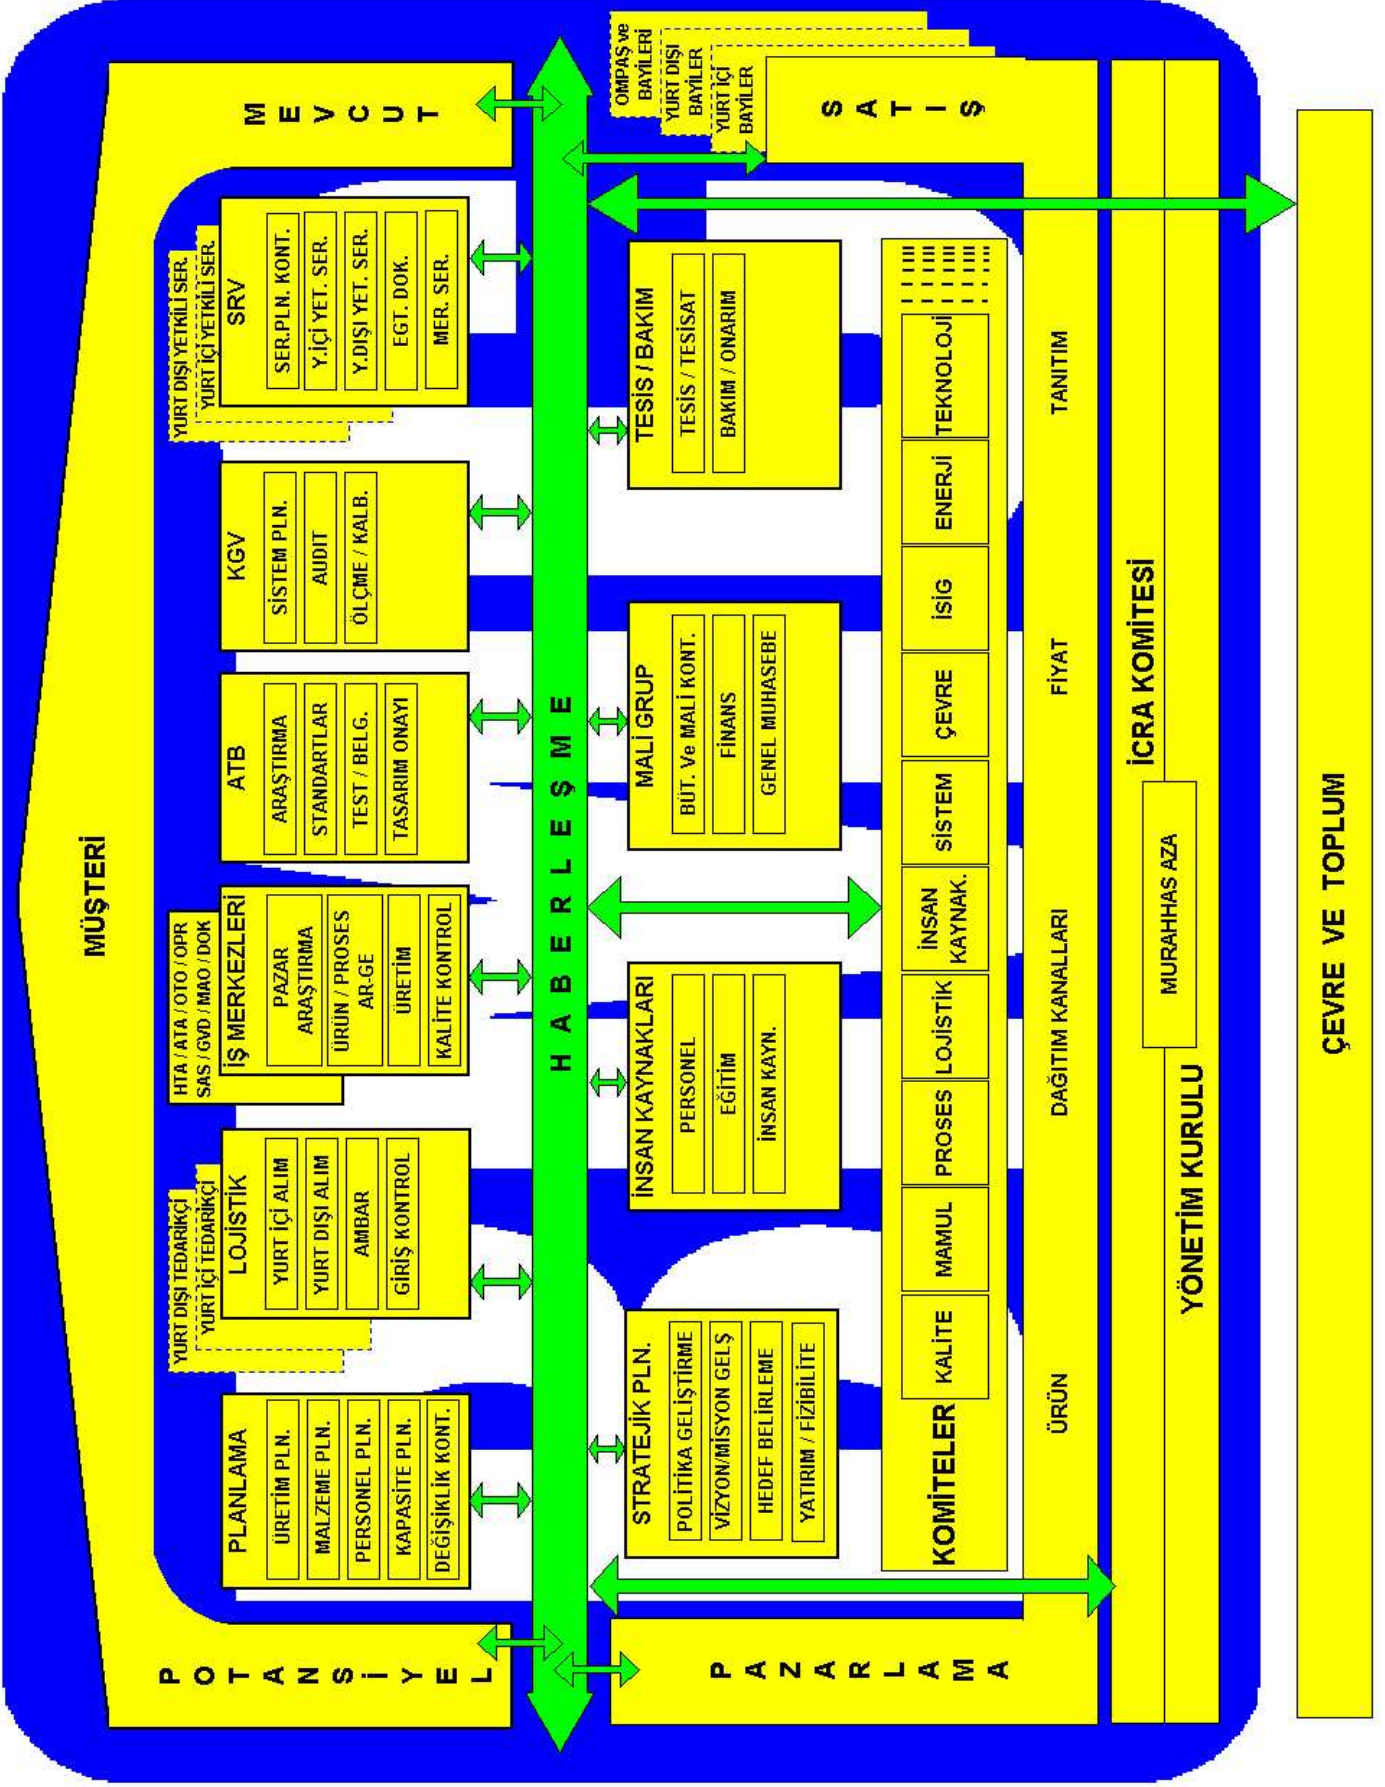 MÜŞTERİ
POTANSİYEL
MEVCUT
PLANLAMA
ÜRETİM PLN.
MALZEME PLN.
PERSONEL PLN.
KAPASİTE PLN.
DEĞİŞİKLİK KONT.
YURT DIŞI TEDARİKÇİ
YURT İÇİ TEDARİKÇİ
LOJİSTİK
YURT İÇİ ALIM
YURT DIŞI ALIM
AMBAR
GİRİŞ KONTROL
HTA / ATA / OTO / OPR
SAS / GVD / MAO / DOK
İŞ MERKEZLERİ
PAZAR
ARAŞTIRMA
ÜRÜN / PROSES
AR-GE
ÜRETİM
KALİTE KONTROL
ATB
ARAŞTIRMA
STANDARTLAR
TEST / BELG.
TASARIM ONAYI
KGV
SİSTEM PLN.
AUDIT
ÖLÇME / KALB.
YURT DIŞI YETKİLİ SER.
YURT İÇİ YETKİLİ SER.
SRV
SER.PLN. KONT.
Y.İÇİ YET. SER.
Y.DIŞI YET. SER.
EGT. DOK.
MER. SER.
HABERLEŞME
STRATEJİK PLN.
POLİTİKA GELİŞTİRME
VİZYON/MİSYON GELŞ
HEDEF BELİRLEME
YATIRIM / FİZİBİLİTE
İNSAN KAYNAKLARI
PERSONEL
EĞİTİM
İNSAN KAYN.
MALİ GRUP
BÜT. Ve MALİ KONT.
FİNANS
GENEL MUHASEBE
TESİS / BAKIM
TESİS / TESİSAT
BAKIM / ONARIM
OMPAŞ ve
BAYİLERİ
YURT DIŞI
BAYİLER
YURT İÇİ
BAYİLER
KOMİTELER
KALİTE
MAMUL
PROSES
LOJİSTİK
İNSAN
KAYNAK.
SİSTEM
ÇEVRE
İSİG
ENERJİ
TEKNOLOJİ
PAZARLAMA
SATIŞ
ÜRÜN
DAĞITIM KANALLARI
FİYAT
TANITIM
İCRA KOMİTESİ
MURAHHAS AZA
YÖNETİM KURULU
ÇEVRE VE TOPLUM